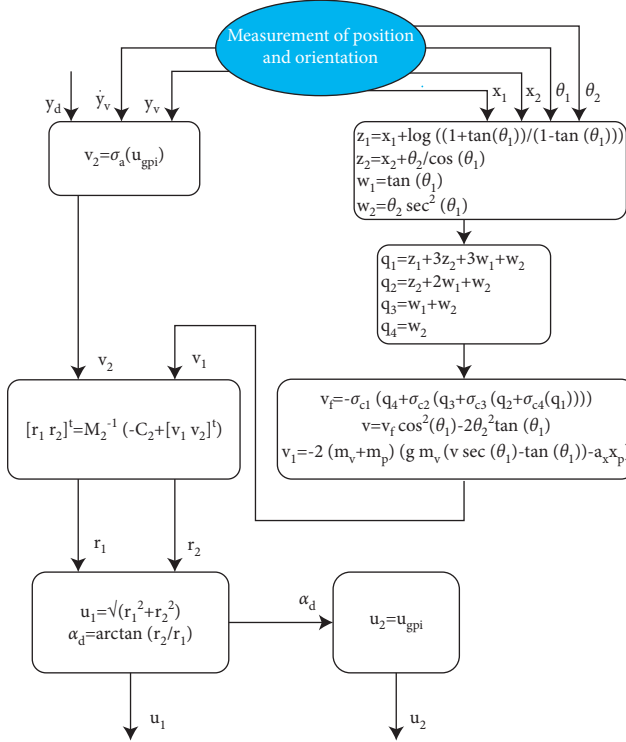 Measurement of position
and orientation
y_d
ẏ_v
y_v
x_1
x_2
θ_1
θ_2
v_2=σ_a(u_gpi)
z_1=x_1+log ((1+tan(θ_1))/(1-tan (θ_1)))
z_2=x_2+θ_2/cos (θ_1)
w_1=tan (θ_1)
w_2=θ_2 sec^2 (θ_1)
q_1=z_1+3z_2+3w_1+w_2
q_2=z_2+2w_1+w_2
q_3=w_1+w_2
q_4=w_2
v_2
v_1
v_f=-σ_c1 (q_4+σ_c2 (q_3+σ_c3 (q_2+σ_c4(q_1))))
v=v_f cos^2(θ_1)-2θ_2^2 tan (θ_1)
v_1=-2 (m_v+m_p) (g m_v (v sec (θ_1)-tan (θ_1))-a_x x_p)
[r_1 r_2]^t=M_2^-1 (-C_2+[v_1 v_2]^t)
r_1
r_2
u_1=√(r_1^2+r_2^2)
α_d=arctan (r_2/r_1)
α_d
u_2=u_gpi
u_1
u_2